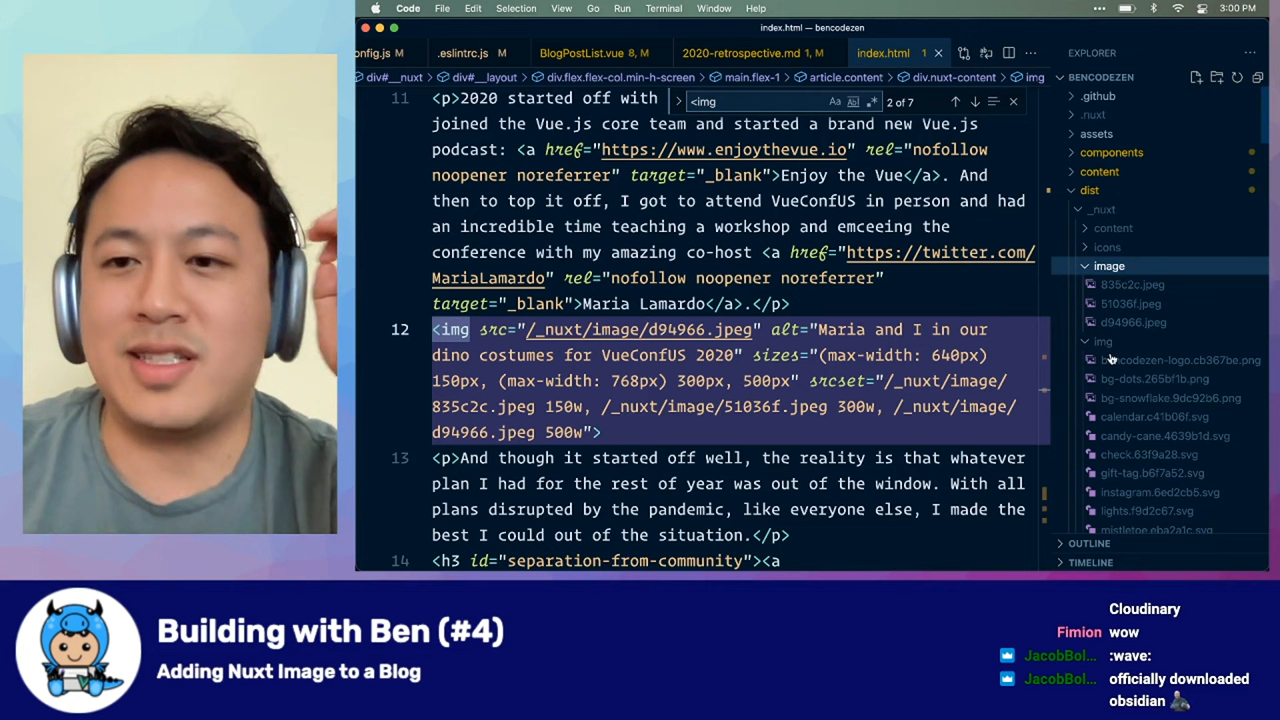 Code File Edit Selection View Go Run Terminal Window Help
3:00 PM
index.html — bencodezen
onfig.js M .eslintrc.js M BlogPostList.vue 8, M 2020-retrospective.md 1, M index.html 1
div#__nuxt > div#__layout > div.flex.flex-col.min-h-screen > main.flex-1 > article.content > div.nuxt-content > img
<img Aa Abl .* 2 of 7
11 <p>2020 started off with
joined the Vue.js core team and started a brand new Vue.js
podcast: <a href="https://www.enjoythevue.io" rel="nofollow
noopener noreferrer" target="_blank">Enjoy the Vue</a>. And
then to top it off, I got to attend VueConfUS in person and had
an incredible time teaching a workshop and emceeing the
conference with my amazing co-host <a href="https://twitter.com/
MariaLamardo" rel="nofollow noopener noreferrer"
target="_blank">Maria Lamardo</a>.</p>
12 <img src="/_nuxt/image/d94966.jpeg" alt="Maria and I in our
dino costumes for VueConfUS 2020" sizes="(max-width: 640px)
150px, (max-width: 768px) 300px, 500px" srcset="/_nuxt/image/
835c2c.jpeg 150w, /_nuxt/image/51036f.jpeg 300w, /_nuxt/image/
d94966.jpeg 500w">
13 <p>And though it started off well, the reality is that whatever
plan I had for the rest of year was out of the window. With all
plans disrupted by the pandemic, like everyone else, I made the
best I could out of the situation.</p>
14 <h3 id="separation-from-community"><a
EXPLORER
BENCODEZEN
.github
.nuxt
assets
components
content
dist
_nuxt
content
icons
image
835c2c.jpeg
51036f.jpeg
d94966.jpeg
img
codezen-logo.cb367be.png
bg-dots.265bf1b.png
bg-snowflake.9dc92b6.png
calendar.c41b06f.svg
candy-cane.4639b1d.svg
check.63f9a28.svg
gift-tag.b6f7a52.svg
instagram.6ed2cb5.svg
lights.f9d2c67.svg
mistletoe.eba2a1c.svg
OUTLINE
TIMELINE
Building with Ben (#4)
Adding Nuxt Image to a Blog
Cloudinary
Fimion wow
JacobBol... :wave:
JacobBol... officially downloaded
obsidian